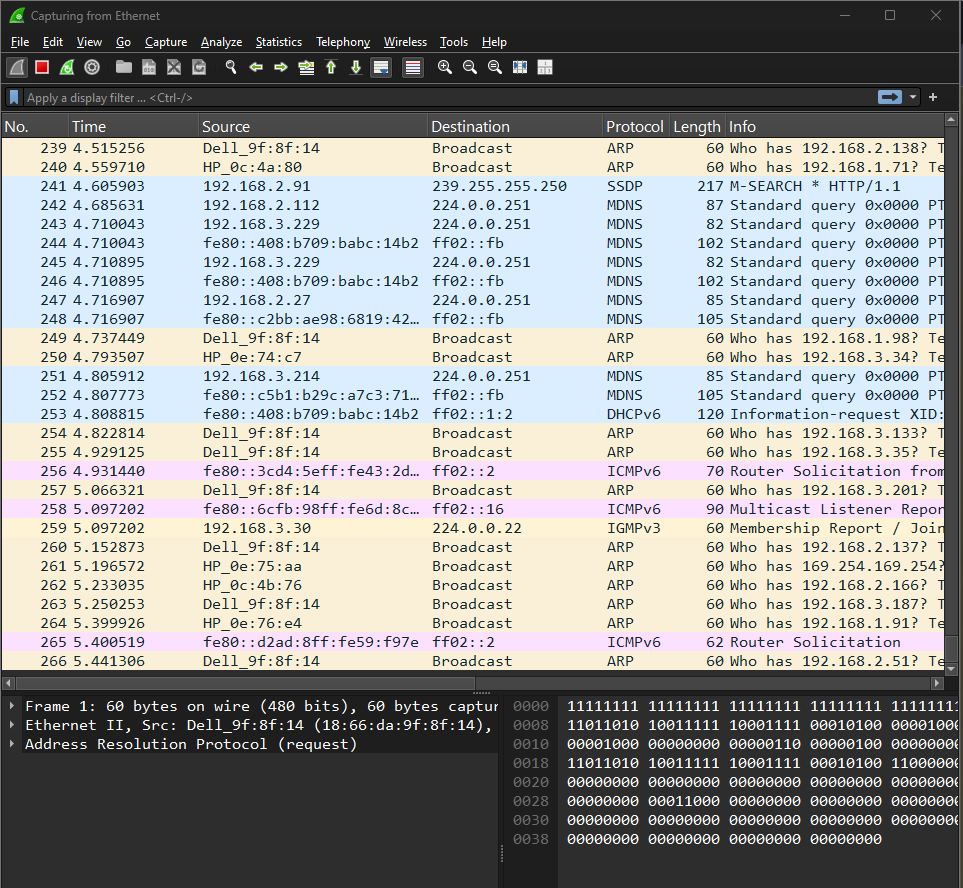 Capturing from Ethernet
File Edit View Go Capture Analyze Statistics Telephony Wireless Tools Help
Apply a display filter ... <Ctrl-/>
No. Time Source Destination Protocol Length Info
239 4.515256 Dell_9f:8f:14 Broadcast ARP 60 Who has 192.168.2.138? T
240 4.559710 HP_0c:4a:80 Broadcast ARP 60 Who has 192.168.1.71? Te
241 4.605903 192.168.2.91 239.255.255.250 SSDP 217 M-SEARCH * HTTP/1.1
242 4.685631 192.168.2.112 224.0.0.251 MDNS 87 Standard query 0x0000 PT
243 4.710043 192.168.3.229 224.0.0.251 MDNS 82 Standard query 0x0000 PT
244 4.710043 fe80::408:b709:babc:14b2 ff02::fb MDNS 102 Standard query 0x0000 PT
245 4.710895 192.168.3.229 224.0.0.251 MDNS 82 Standard query 0x0000 PT
246 4.710895 fe80::408:b709:babc:14b2 ff02::fb MDNS 102 Standard query 0x0000 PT
247 4.716907 192.168.2.27 224.0.0.251 MDNS 85 Standard query 0x0000 PT
248 4.716907 fe80::c2bb:ae98:6819:42… ff02::fb MDNS 105 Standard query 0x0000 PT
249 4.737449 Dell_9f:8f:14 Broadcast ARP 60 Who has 192.168.1.98? Te
250 4.793507 HP_0e:74:c7 Broadcast ARP 60 Who has 192.168.3.34? Te
251 4.805912 192.168.3.214 224.0.0.251 MDNS 85 Standard query 0x0000 PT
252 4.807773 fe80::c5b1:b29c:a7c3:71… ff02::fb MDNS 105 Standard query 0x0000 PT
253 4.808815 fe80::408:b709:babc:14b2 ff02::1:2 DHCPv6 120 Information-request XID:
254 4.822814 Dell_9f:8f:14 Broadcast ARP 60 Who has 192.168.3.133? T
255 4.929125 Dell_9f:8f:14 Broadcast ARP 60 Who has 192.168.3.35? Te
256 4.931440 fe80::3cd4:5eff:fe43:2d… ff02::2 ICMPv6 70 Router Solicitation from
257 5.066321 Dell_9f:8f:14 Broadcast ARP 60 Who has 192.168.3.201? T
258 5.097202 fe80::6cfb:98ff:fe6d:8c… ff02::16 ICMPv6 90 Multicast Listener Repor
259 5.097202 192.168.3.30 224.0.0.22 IGMPv3 60 Membership Report / Join
260 5.152873 Dell_9f:8f:14 Broadcast ARP 60 Who has 192.168.2.137? T
261 5.196572 HP_0e:75:aa Broadcast ARP 60 Who has 169.254.169.254?
262 5.233035 HP_0c:4b:76 Broadcast ARP 60 Who has 192.168.2.166? T
263 5.250253 Dell_9f:8f:14 Broadcast ARP 60 Who has 192.168.3.187? T
264 5.399926 HP_0e:76:e4 Broadcast ARP 60 Who has 192.168.1.91? Te
265 5.400519 fe80::d2ad:8ff:fe59:f97e ff02::2 ICMPv6 62 Router Solicitation
266 5.441306 Dell_9f:8f:14 Broadcast ARP 60 Who has 192.168.2.51? Te
Frame 1: 60 bytes on wire (480 bits), 60 bytes captur
Ethernet II, Src: Dell_9f:8f:14 (18:66:da:9f:8f:14),
Address Resolution Protocol (request)
0000 11111111 11111111 11111111 11111111 11111111
0008 11011010 10011111 10001111 00010100 0000100
0010 00001000 00000000 00000110 00000100 0000000
0018 11011010 10011111 10001111 00010100 1100000
0020 00000000 00000000 00000000 00000000 0000000
0028 00000000 00011000 00000000 00000000 0000000
0030 00000000 00000000 00000000 00000000 0000000
0038 00000000 00000000 00000000 00000000